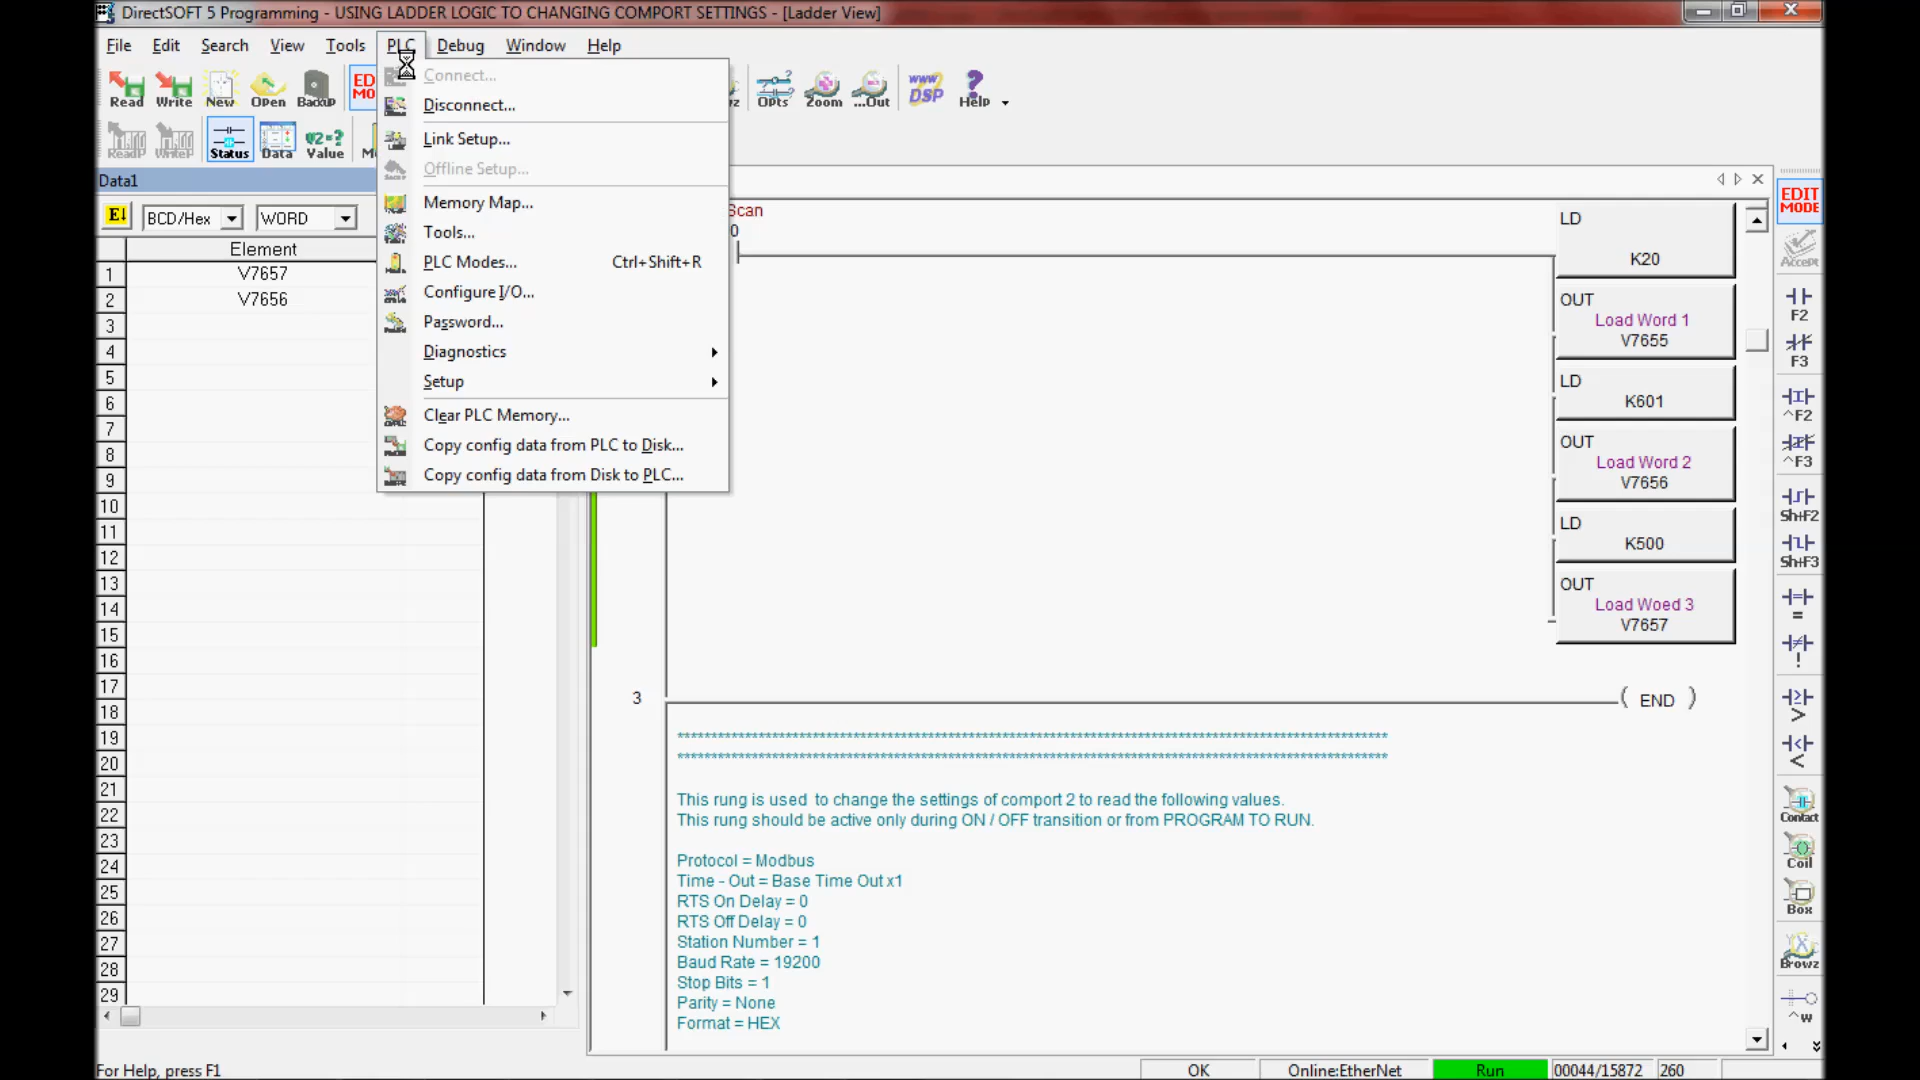 DirectSOFT 5 Programming - USING LADDER LOGIC TO CHANGING COMPORT SETTINGS - [Ladder View]
File Edit Search View Tools PLC Debug Window Help
Read Write New Open Backup Opts Zoom ...Out www DSP Help
ReadP WriteP Status Data Value
Connect...
Disconnect...
Link Setup...
Offline Setup...
Memory Map...
Tools...
PLC Modes... Ctrl+Shift+R
Configure I/O...
Password...
Diagnostics
Setup
Clear PLC Memory...
Copy config data from PLC to Disk...
Copy config data from Disk to PLC...
Data1
BCD/Hex WORD
Element
1 V7657
2 V7656
3
4
5
6
7
8
9
10
11
12
13
14
15
16
17
18
19
20
21
22
23
24
25
26
27
28
29
Scan
0
LD
K20
OUT
Load Word 1
V7655
LD
K601
OUT
Load Word 2
V7656
LD
K500
OUT
Load Woed 3
V7657
3 ( END )
This rung is used to change the settings of comport 2 to read the following values.
This rung should be active only during ON / OFF transition or from PROGRAM TO RUN.
Protocol = Modbus
Time - Out = Base Time Out x1
RTS On Delay = 0
RTS Off Delay = 0
Station Number = 1
Baud Rate = 19200
Stop Bits = 1
Parity = None
Format = HEX
EDIT
MODE
Accept
F2
F3
^F2
^F3
Sh+F2
Sh+F3
=
!
>
<
Contact
Coil
Box
Browz
^W
For Help, press F1 OK Online:EtherNet Run 00044/15872 260